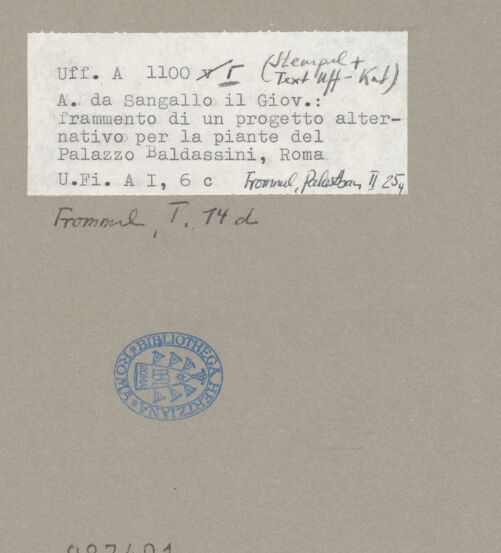 Uff. A 1100 v I (Stempel +
Text Uff-Kat)
A. da Sangallo il Giov.:
frammento di un progetto alter-
nativo per la piante del
Palazzo Baldassini, Roma
U.Fi. A I, 6 c Frommel, Palastbau, II 25
Frommel, T. 14 d
BIBLIOTHECA HERTZIANA ROMA
ROMA